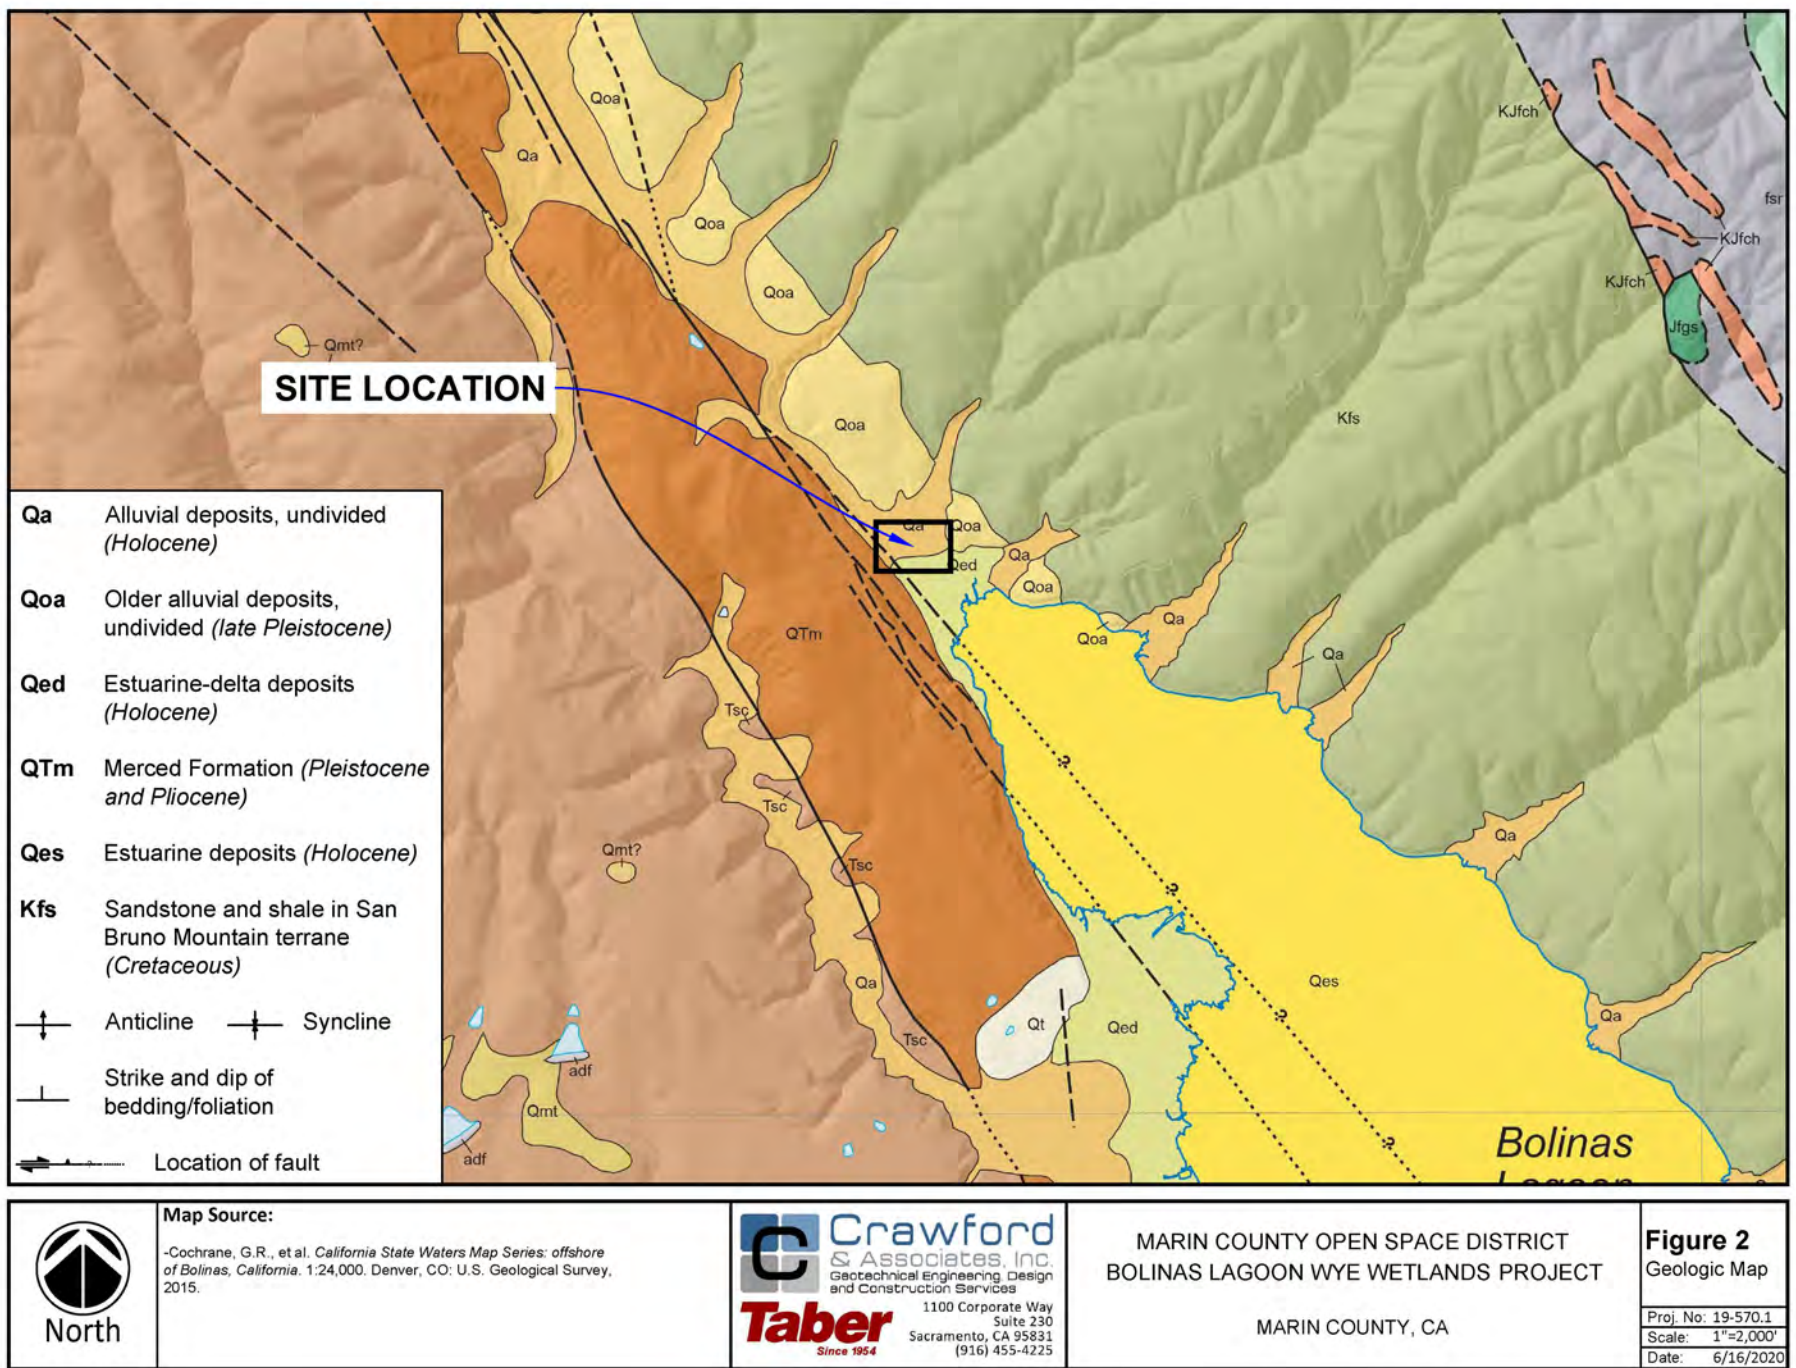 Qoa
Qa
Qoa
Qoa
Qmt?
SITE LOCATION
Qoa
KJfch
fsr
KJfch
KJfch
Jfgs
Kfs
Qa
Qoa
Qed
Qa
Qoa
Qoa
Qa
Qa
QTm
Tsc
Tsc
Tsc
Qmt?
?
?
?
?
Qa
Qa
Qes
Qa
Qt
Qed
Tsc
adf
Qmt
adf
Bolinas
Lagoon
Qa Alluvial deposits, undivided
(Holocene)
Qoa Older alluvial deposits,
undivided (late Pleistocene)
Qed Estuarine-delta deposits
(Holocene)
QTm Merced Formation (Pleistocene
and Pliocene)
Qes Estuarine deposits (Holocene)
Kfs Sandstone and shale in San
Bruno Mountain terrane
(Cretaceous)
Anticline Syncline
Strike and dip of
bedding/foliation
?
Location of fault
North
Map Source:
-Cochrane, G.R., et al. California State Waters Map Series: offshore
of Bolinas, California. 1:24,000. Denver, CO: U.S. Geological Survey,
2015.
C
Crawford
& Associates, Inc.
Geotechnical Engineering, Design
and Construction Services
Taber
Since 1954
1100 Corporate Way
Suite 230
Sacramento, CA 95831
(916) 455-4225
MARIN COUNTY OPEN SPACE DISTRICT
BOLINAS LAGOON WYE WETLANDS PROJECT
MARIN COUNTY, CA
Figure 2
Geologic Map
Proj. No: 19-570.1
Scale: 1"=2,000'
Date: 6/16/2020